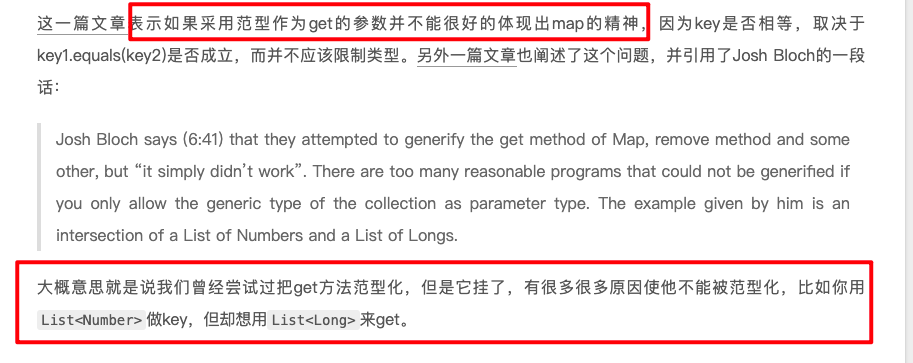 这一篇文章表示如果采用范型作为get的参数并不能很好的体现出map的精神，因为key是否相等，取决于
key1.equals(key2)是否成立，而并不应该限制类型。另外一篇文章也阐述了这个问题，并引用了Josh Bloch的一段
话：
Josh Bloch says (6:41) that they attempted to generify the get method of Map, remove method and some
other, but “it simply didn’t work”. There are too many reasonable programs that could not be generified if
you only allow the generic type of the collection as parameter type. The example given by him is an
intersection of a List of Numbers and a List of Longs.
大概意思就是说我们曾经尝试过把get方法范型化，但是它挂了，有很多很多原因使他不能被范型化，比如你用
List<Number>做key，但却想用List<Long>来get。